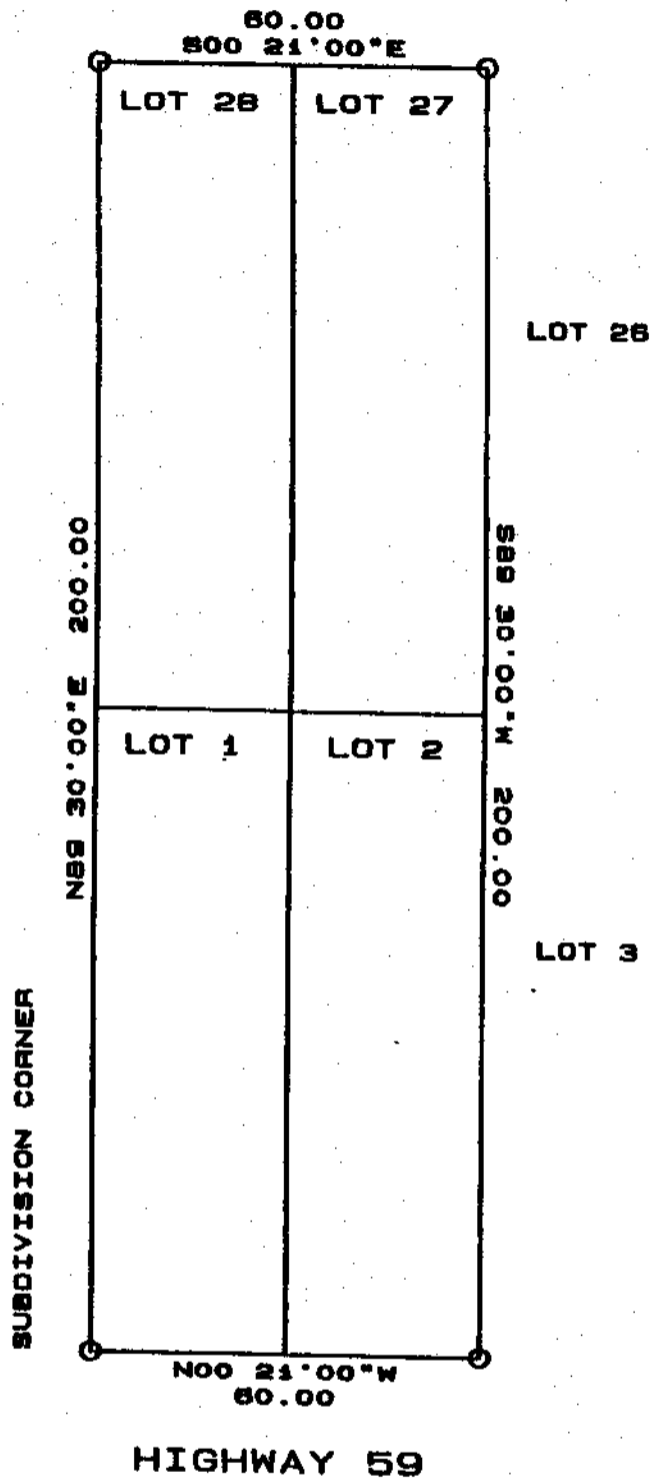 60.00
S00 21'00"E
LOT 28
LOT 27
LOT 26
N89 30'00"E 200.00
S89 30'00"W 200.00
LOT 1
LOT 2
LOT 3
SUBDIVISION CORNER
N00 21'00"W
60.00
HIGHWAY 59